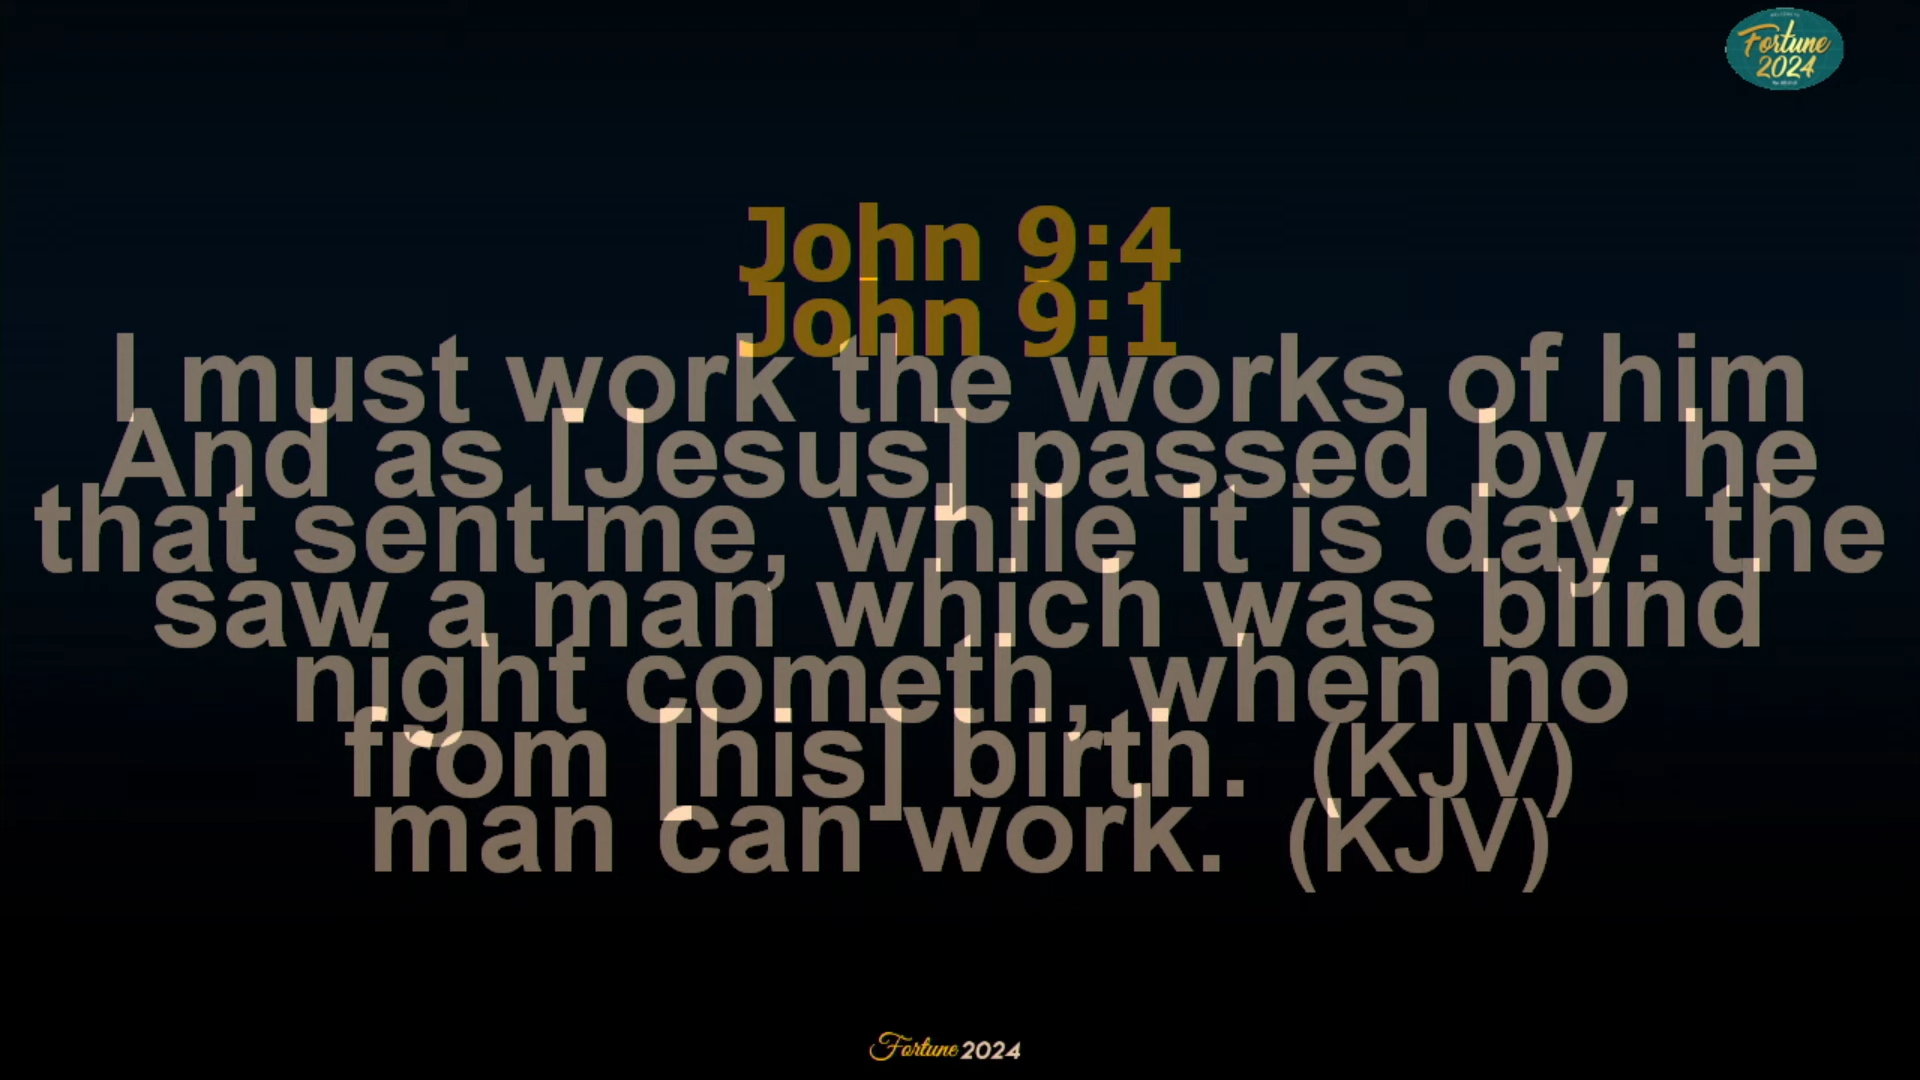 Fortune
2024
John 9:4
John 9:1
I must work the works of him
And as [Jesus] passed by, he
that sent me, while it is day: the
saw a man which was blind
night cometh, when no
from [his] birth. (KJV)
man can work. (KJV)
Fortune 2024